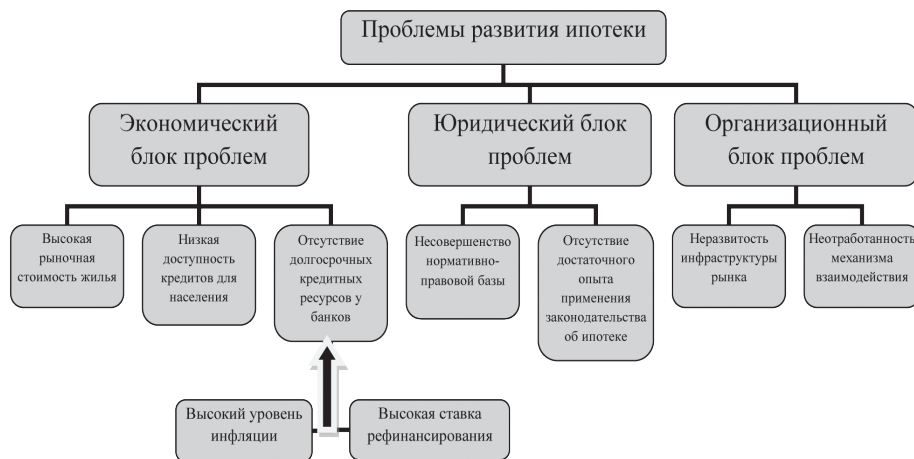 Проблемы развития ипотеки
Экономический
блок проблем
Юридический блок
проблем
Организационный
блок проблем
Высокая
рыночная
стоимость жилья
Низкая
доступность
кредитов для
населения
Отсутствие
долгосрочных
кредитных
ресурсов у
банков
Несовершенство
нормативно-
правовой базы
Отсутствие
достаточного
опыта
применения
законодательства
об ипотеке
Неразвитость
инфраструктуры
рынка
Неотработанность
механизма
взаимодействия
Высокий уровень
инфляции
Высокая ставка
рефинансирования